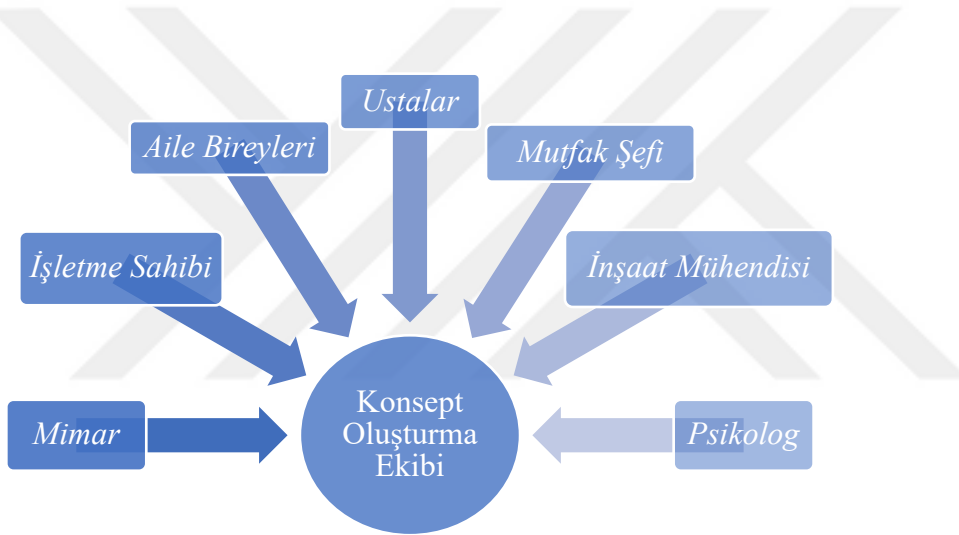 Ustalar
Aile Bireyleri
Mutfak Şefi
İşletme Sahibi
İnşaat Mühendisi
Mimar
Konsept
Oluşturma
Ekibi
Psikolog